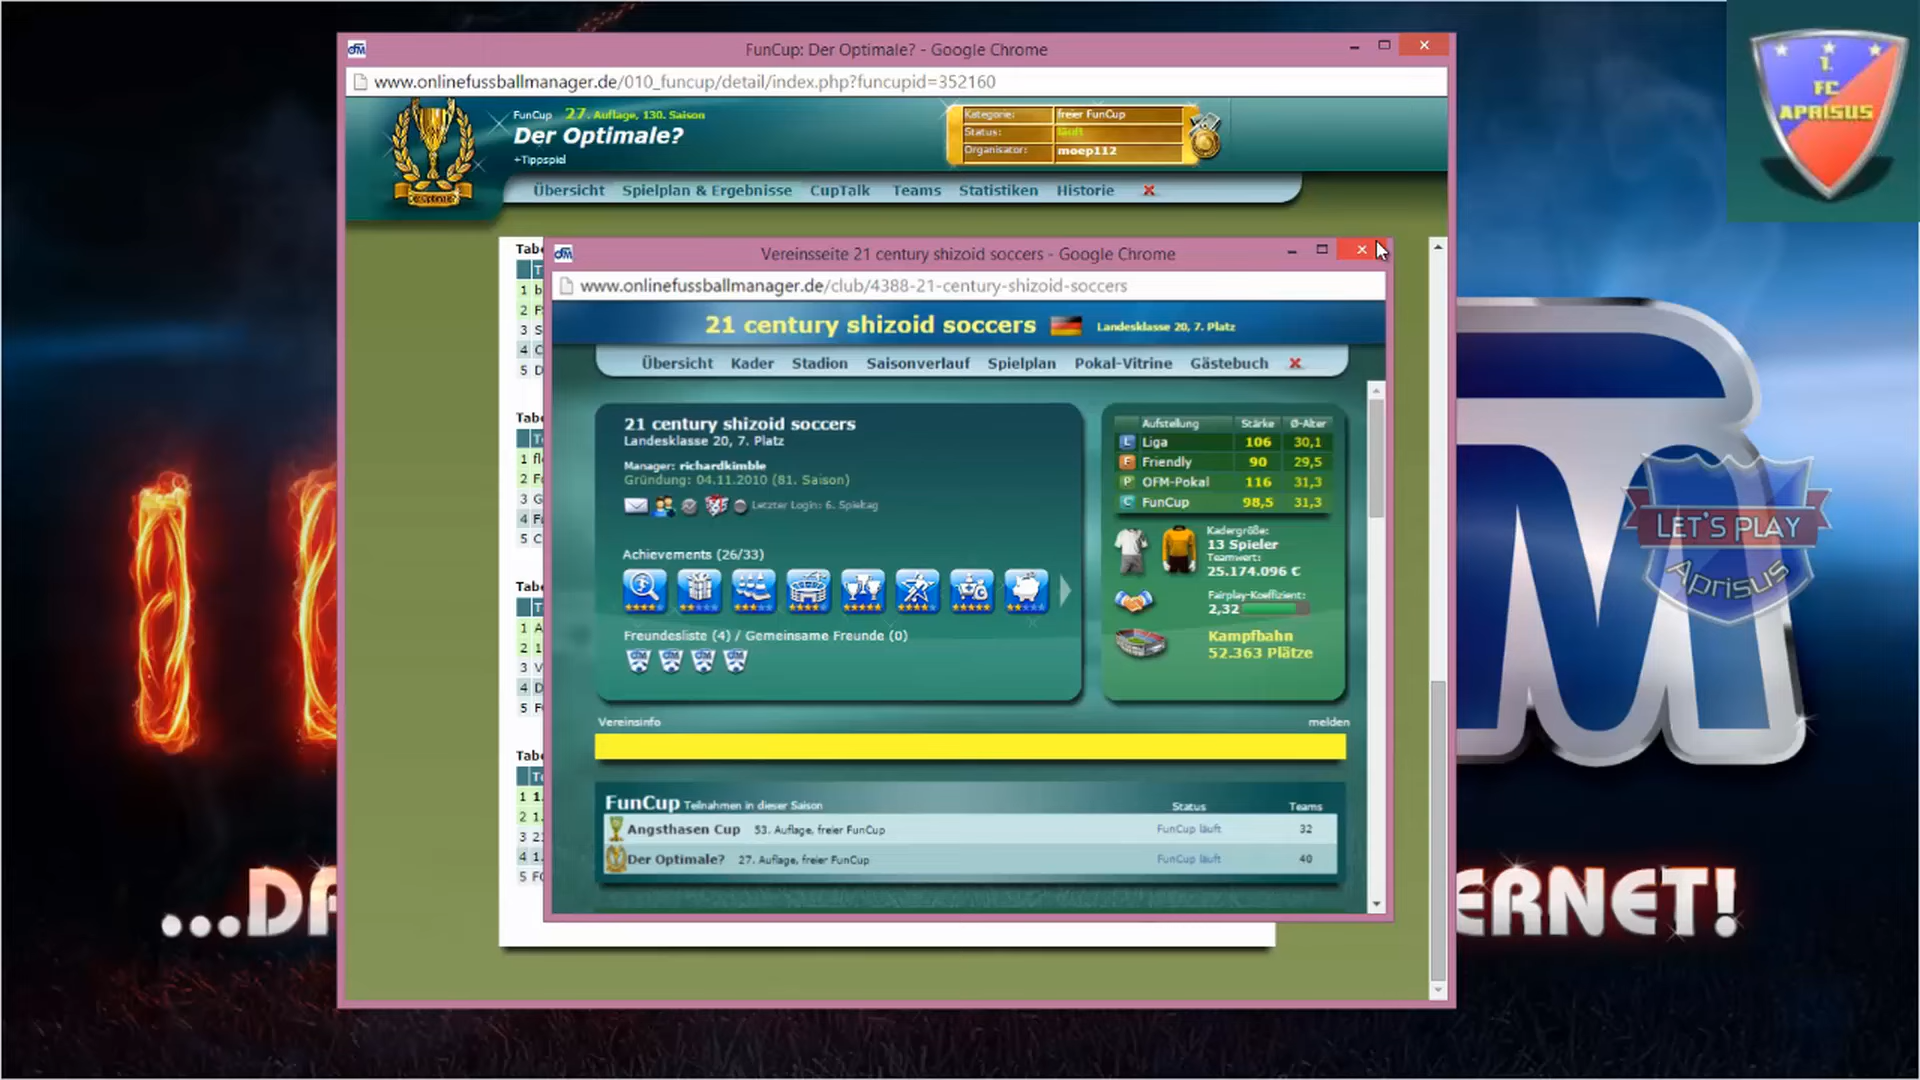 FunCup: Der Optimale? - Google Chrome
www.onlinefussballmanager.de/010_funcup/detail/index.php?funcupid=352160
FunCup 27. Auflage, 130. Saison
Der Optimale?
+Tippspiel
Kategorie: freier FunCup
Status: läuft
Organisator: moep112
Übersicht Spielplan & Ergebnisse CupTalk Teams Statistiken Historie
1. FC APRISUS
Vereinsseite 21 century shizoid soccers - Google Chrome
www.onlinefussballmanager.de/club/4388-21-century-shizoid-soccers
21 century shizoid soccers Landesklasse 20, 7. Platz
Übersicht Kader Stadion Saisonverlauf Spielplan Pokal-Vitrine Gästebuch
21 century shizoid soccers
Landesklasse 20, 7. Platz
Manager: richardkimble
Gründung: 04.11.2010 (81. Saison)
Letzter Login: 6. Spieltag
Achievements (26/33)
Freundesliste (4) / Gemeinsame Freunde (0)
Aufstellung Stärke Ø-Alter
L Liga 106 30,1
F Friendly 90 29,5
P OFM-Pokal 116 31,3
C FunCup 98,5 31,3
Kadergröße:
13 Spieler
Teamwert:
25.174.096 €
Fairplay-Koeffizient:
2,32
Kampfbahn
52.363 Plätze
Vereinsinfo melden
FunCup Teilnahmen in dieser Saison Status Teams
Angsthasen Cup 53. Auflage, freier FunCup FunCup läuft 32
Der Optimale? 27. Auflage, freier FunCup FunCup läuft 40
LET'S PLAY
Aprisus
...DA
ERNET!